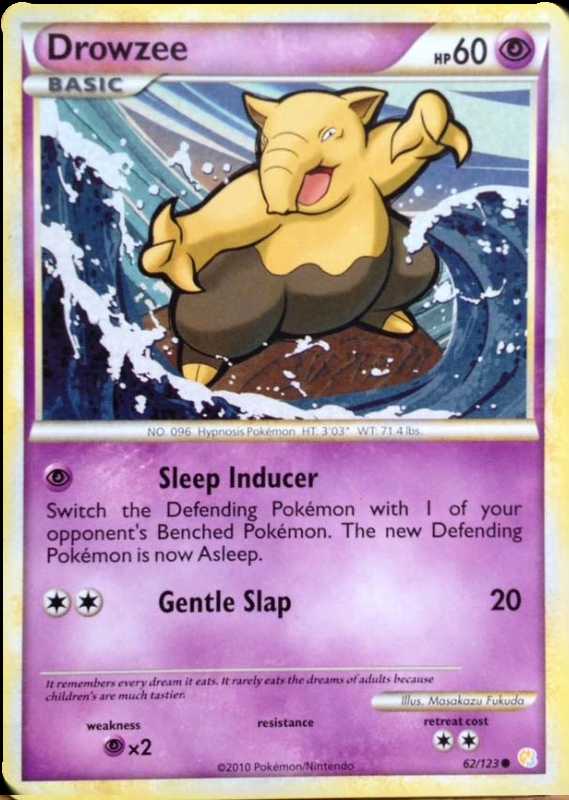 Drowzee
HP 60
BASIC
NO. 096 Hypnosis Pokémon HT: 3'03" WT: 71.4 lbs.
Sleep Inducer
Switch the Defending Pokémon with 1 of your
opponent's Benched Pokémon. The new Defending
Pokémon is now Asleep.
Gentle Slap 20
It remembers every dream it eats. It rarely eats the dreams of adults because
children's are much tastier.
Illus. Masakazu Fukuda
weakness resistance retreat cost
×2
©2010 Pokémon/Nintendo
62/123